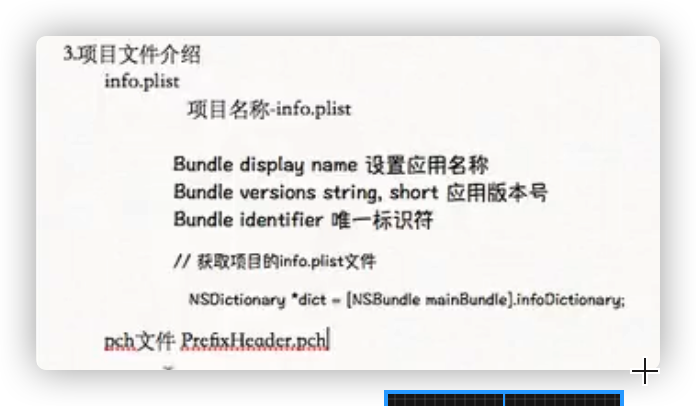 3.项目文件介绍
info.plist
项目名称-info.plist
Bundle display name 设置应用名称
Bundle versions string, short 应用版本号
Bundle identifier 唯一标识符
// 获取项目的info.plist文件
NSDictionary *dict = [NSBundle mainBundle].infoDictionary;
pch文件 PrefixHeader.pch